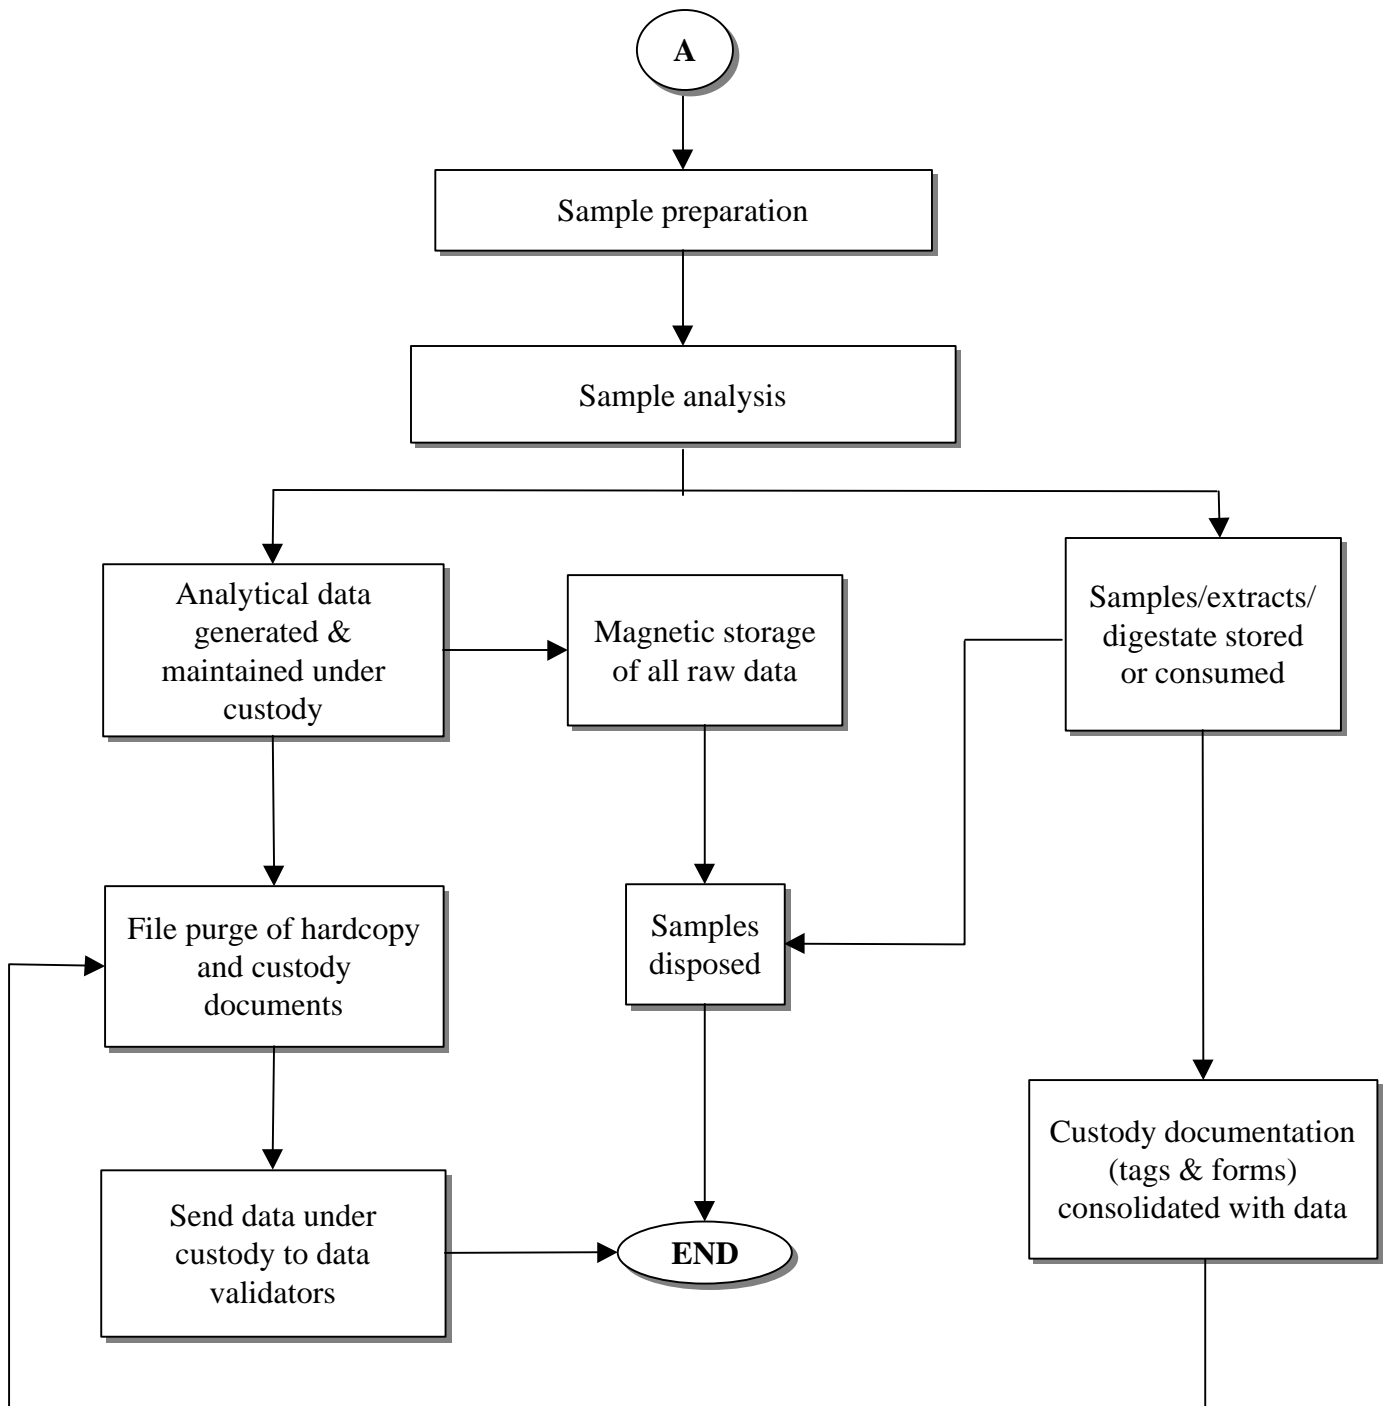 A
Sample preparation
Sample analysis
Analytical data
generated &
maintained under
custody
Magnetic storage
of all raw data
Samples/extracts/
digestate stored
or consumed
File purge of hardcopy
and custody
documents
Samples
disposed
Custody documentation
(tags & forms)
consolidated with data
Send data under
custody to data
validators
END